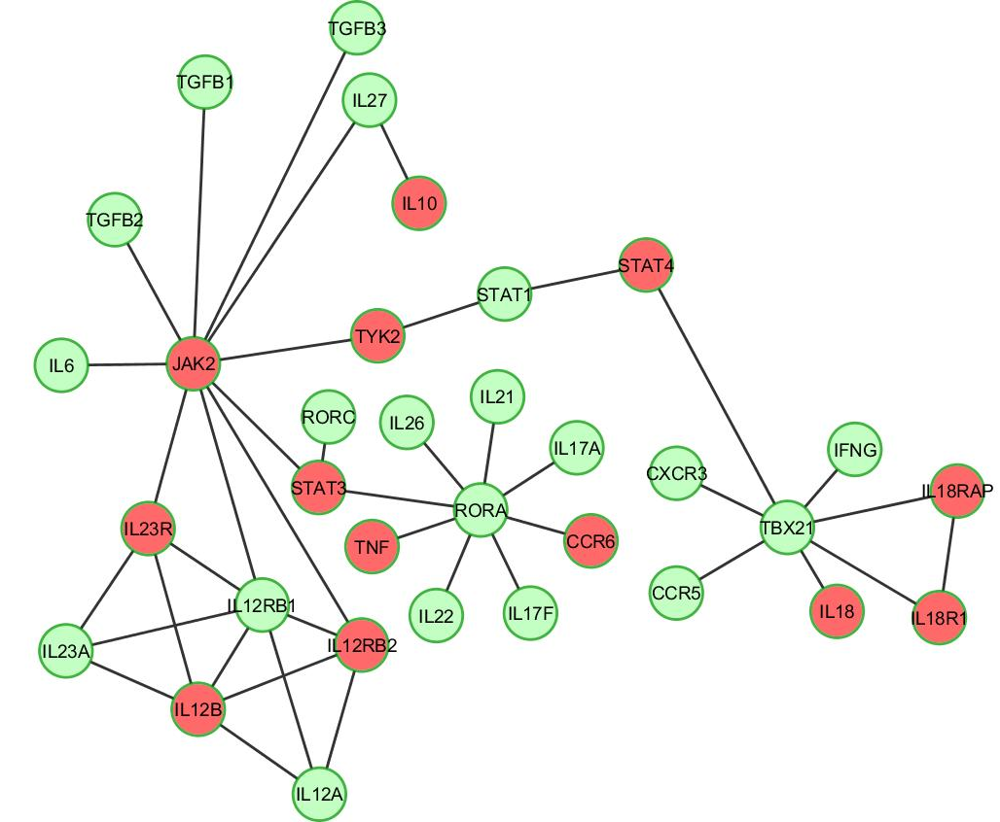 TGFB3
TGFB1
IL27
IL10
TGFB2
STAT4
STAT1
TYK2
JAK2
IL6
IL21
RORC
IL26
IL17A
IFNG
CXCR3
STAT3
IL18RAP
RORA
TBX21
IL23R
TNF
CCR6
CCR5
IL12RB1
IL22
IL17F
IL18
IL18R1
IL23A
IL12RB2
IL12B
IL12A